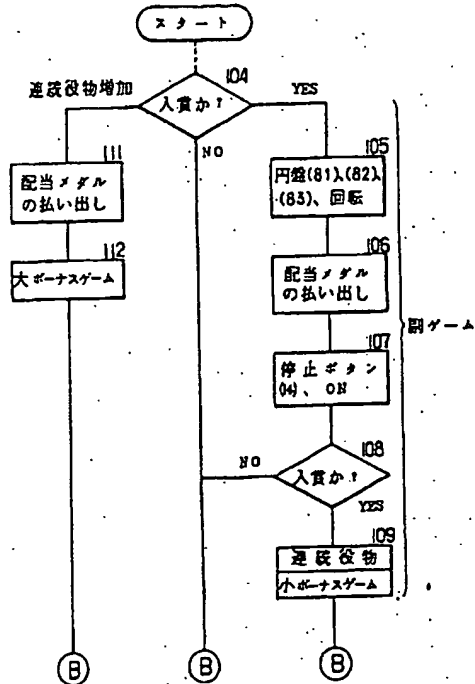 スタート
104
連続役物増加
入賞か?
YES
NO
111
配当メダル
の払い出し
112
大ボーナスゲーム
105
円盤(81)、(82)、
(83)、回転
106
配当メダル
の払い出し
107
停止ボタン
(14)、ON
108
NO
入賞か?
YES
109
連続役物
小ボーナスゲーム
ゲーム
B
B
B